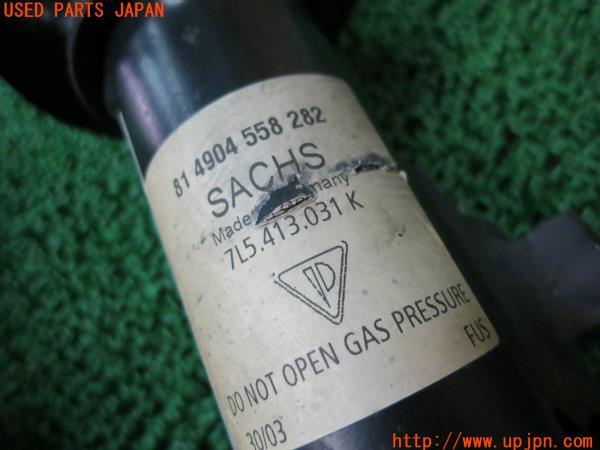 USED PARTS JAPAN
81 4904 558 282
SACHS
Made Germany
7L5.413.031 K
DO NOT OPEN GAS PRESSURE
FUS
30/03
http://www.upjpn.com/